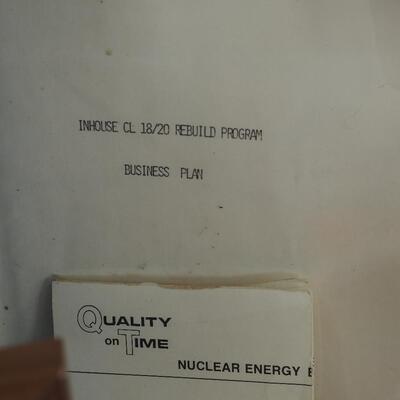 INHOUSE CL 18/20 REBUILD PROGRAM
BUSINESS PLAN
QUALITY
on TIME
NUCLEAR ENERGY